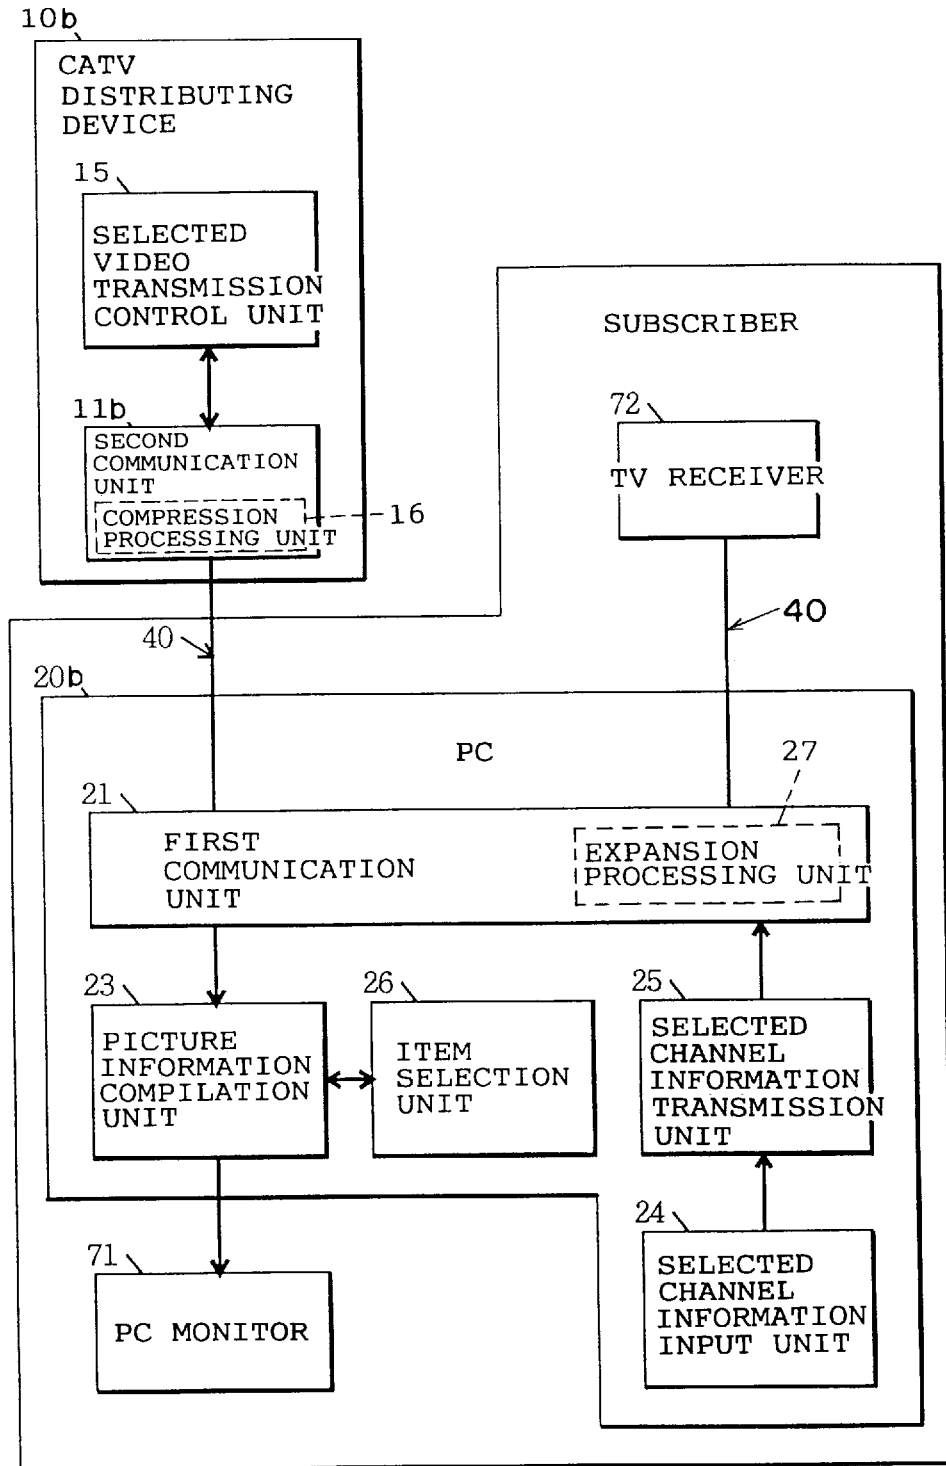 10b
CATV
DISTRIBUTING
DEVICE
15
SELECTED
VIDEO
TRANSMISSION
CONTROL UNIT
11b
SECOND
COMMUNICATION
UNIT
COMPRESSION
PROCESSING UNIT
16
SUBSCRIBER
72
TV RECEIVER
40
40
20b
PC
27
21
FIRST
COMMUNICATION
UNIT
EXPANSION
PROCESSING UNIT
23
PICTURE
INFORMATION
COMPILATION
UNIT
26
ITEM
SELECTION
UNIT
25
SELECTED
CHANNEL
INFORMATION
TRANSMISSION
UNIT
24
SELECTED
CHANNEL
INFORMATION
INPUT UNIT
71
PC MONITOR